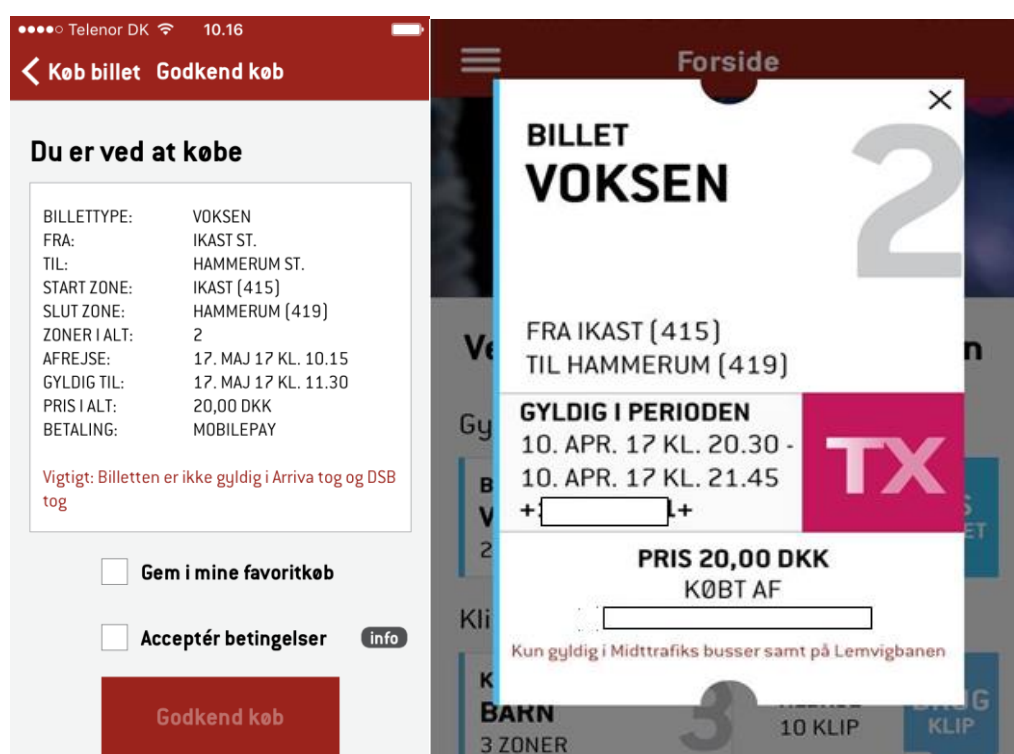 Telenor DK 10.16
Køb billet Godkend køb
Du er ved at købe
BILLETTYPE: VOKSEN
FRA: IKAST ST.
TIL: HAMMERUM ST.
START ZONE: IKAST (415)
SLUT ZONE: HAMMERUM (419)
ZONER I ALT: 2
AFREJSE: 17. MAJ 17 KL. 10.15
GYLDIG TIL: 17. MAJ 17 KL. 11.30
PRIS I ALT: 20,00 DKK
BETALING: MOBILEPAY
Vigtigt: Billetten er ikke gyldig i Arriva tog og DSB
tog
Gem i mine favoritkøb
Acceptér betingelser info
Godkend køb
Forside
BILLET
VOKSEN
2
FRA IKAST (415)
TIL HAMMERUM (419)
GYLDIG I PERIODEN
10. APR. 17 KL. 20.30 -
10. APR. 17 KL. 21.45
TX
PRIS 20,00 DKK
KØBT AF
Kun gyldig i Midttrafiks busser samt på Lemvigbanen
BARN
3 ZONER
3
10 KLIP
KLIP